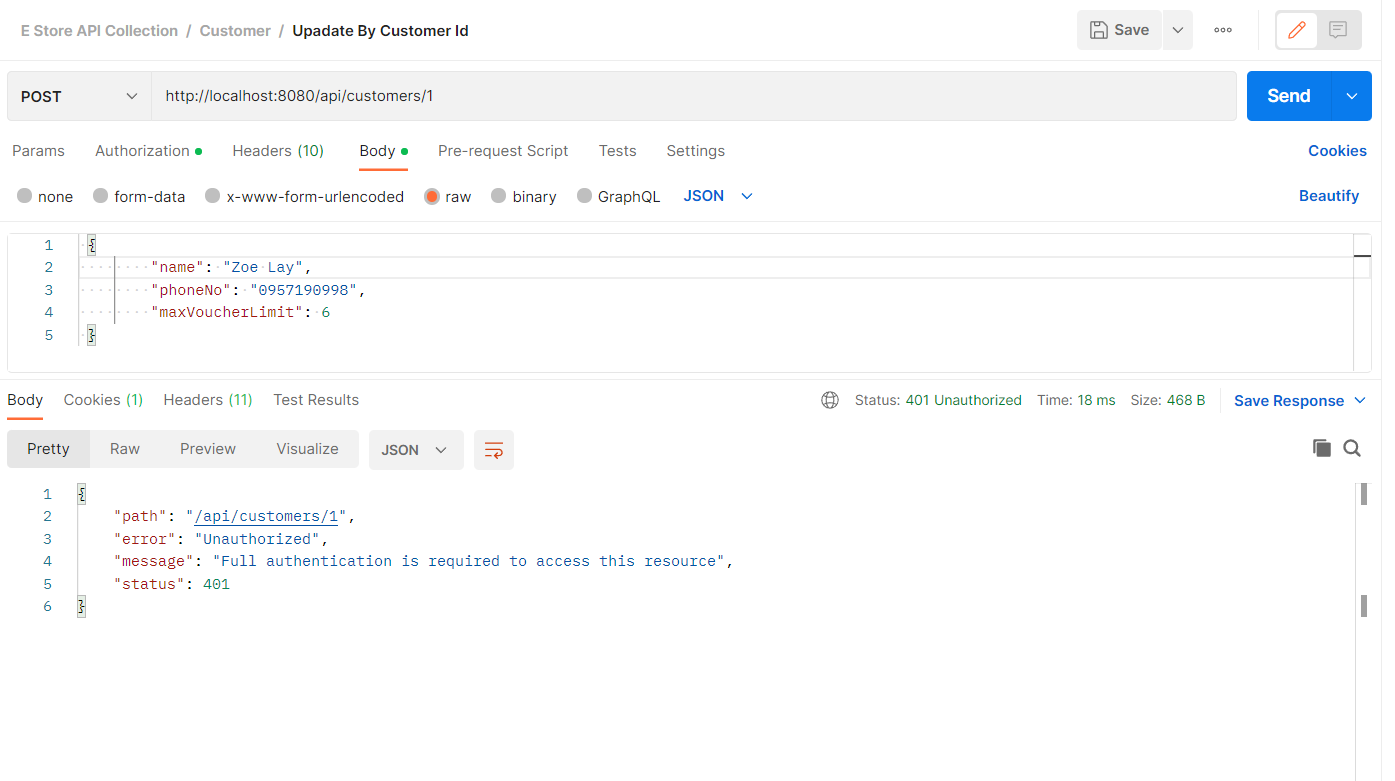 E Store API Collection / Customer / Upadate By Customer Id
Save
POST
http://localhost:8080/api/customers/1
Send
Params Authorization Headers (10) Body Pre-request Script Tests Settings Cookies
none form-data x-www-form-urlencoded raw binary GraphQL JSON Beautify
1 {
2 "name": "Zoe Lay",
3 "phoneNo": "0957190998",
4 "maxVoucherLimit": 6
5 }
Body Cookies (1) Headers (11) Test Results Status: 401 Unauthorized Time: 18 ms Size: 468 B Save Response
Pretty Raw Preview Visualize JSON
1 {
2 "path": "/api/customers/1",
3 "error": "Unauthorized",
4 "message": "Full authentication is required to access this resource",
5 "status": 401
6 }